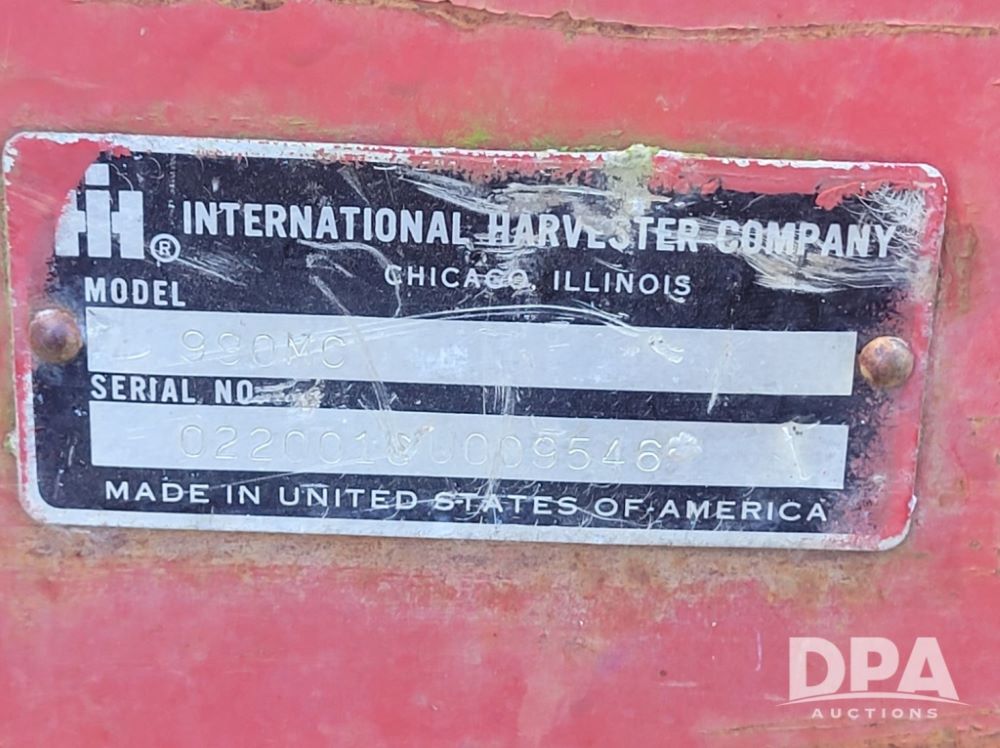 IH ® INTERNATIONAL HARVESTER COMPANY
CHICAGO, ILLINOIS
MODEL
990MC
SERIAL NO.
MADE IN UNITED STATES OF AMERICA
DPA
AUCTIONS